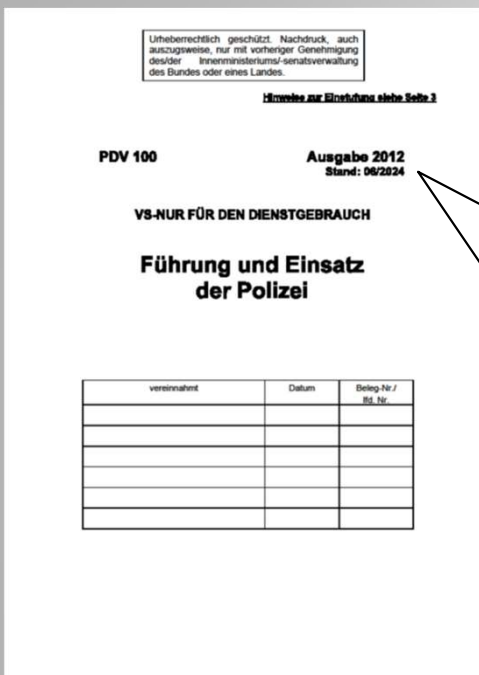 Urheberrechtlich geschützt. Nachdruck, auch
auszugsweise, nur mit vorheriger Genehmigung
des/der Innenministeriums/-senatsverwaltung
des Bundes oder eines Landes.
Hinweise zur Einstufung siehe Seite 3
PDV 100
Ausgabe 2012
Stand: 06/2024
VS-NUR FÜR DEN DIENSTGEBRAUCH
Führung und Einsatz
der Polizei
vereinnahmt
Datum
Beleg-Nr./
lfd. Nr.